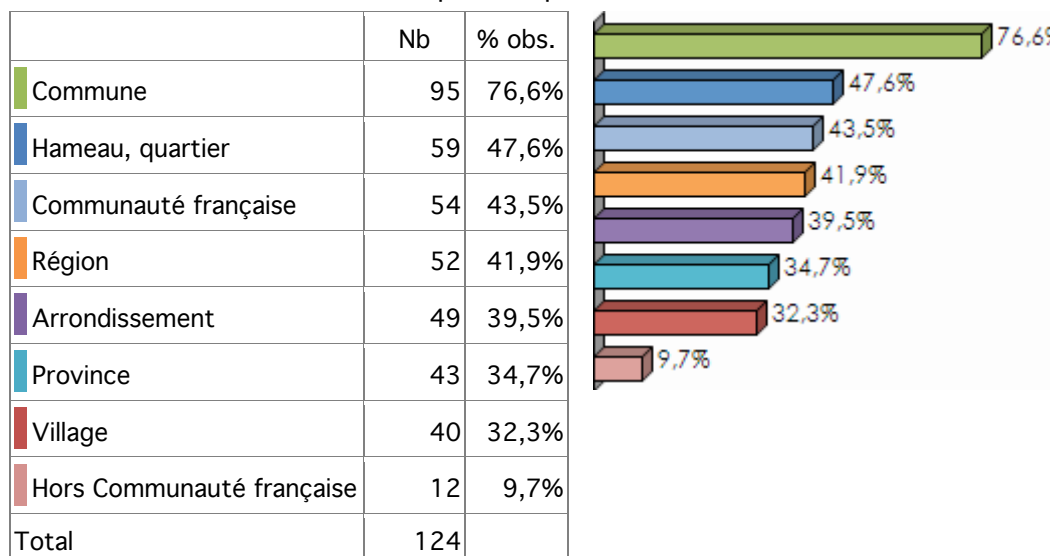 Nb % obs.
Commune 95 76,6%
Hameau, quartier 59 47,6%
Communauté française 54 43,5%
Région 52 41,9%
Arrondissement 49 39,5%
Province 43 34,7%
Village 40 32,3%
Hors Communauté française 12 9,7%
Total 124
76,6%
47,6%
43,5%
41,9%
39,5%
34,7%
32,3%
9,7%